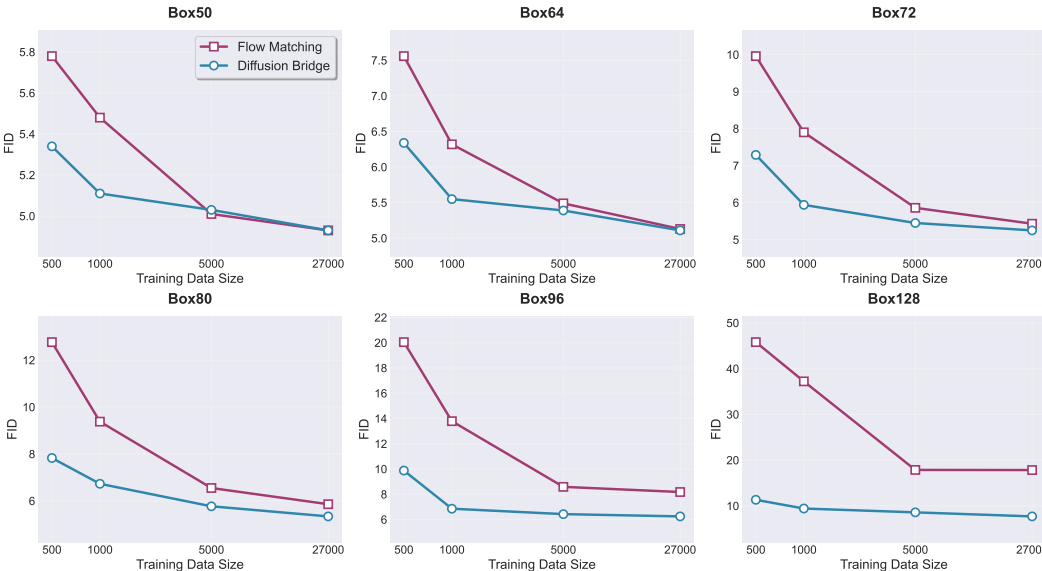 Box50
Flow Matching
Diffusion Bridge
5.8
5.6
5.4
5.2
5.0
FID
500 1000 5000 27000
Training Data Size
Box64
7.5
7.0
6.5
6.0
5.5
5.0
FID
500 1000 5000 27000
Training Data Size
Box72
10
9
8
7
6
5
FID
500 1000 5000 2700
Training Data Size
Box80
12
10
8
6
FID
500 1000 5000 27000
Training Data Size
Box96
22
20
18
16
14
12
10
8
6
FID
500 1000 5000 27000
Training Data Size
Box128
50
40
30
20
10
FID
500 1000 5000 2700
Training Data Size